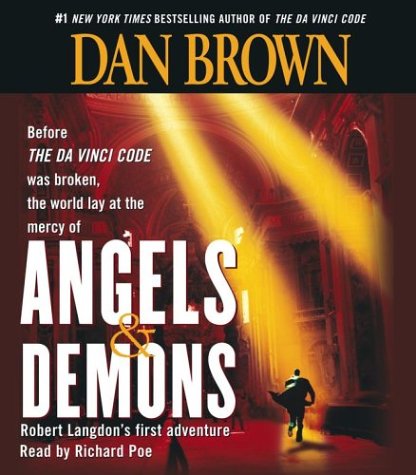 #1 NEW YORK TIMES BESTSELLING AUTHOR OF THE DA VINCI CODE
DAN BROWN
Before
THE DA VINCI CODE
was broken,
the world lay at the
mercy of
ANGELS
&
DEMONS
Robert Langdon's first adventure—
Read by Richard Poe